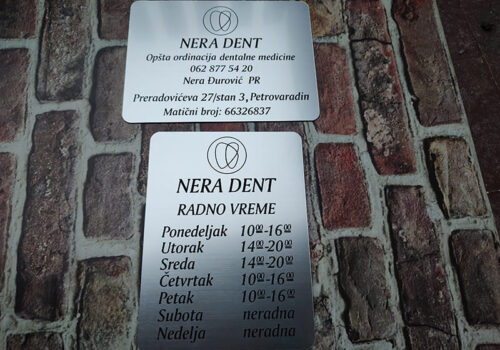 NERA DENT
Opšta ordinacija dentalne medicine
062 877 54 20
Nera Đurović PR
Preradovićeva 27/stan 3, Petrovaradin
Matični broj: 66326837
NERA DENT
RADNO VREME
Ponedeljak 10⁰⁰-16⁰⁰
Utorak 14⁰⁰-20⁰⁰
Sreda 14⁰⁰-20⁰⁰
Četvrtak 10⁰⁰-16⁰⁰
Petak 10⁰⁰-16⁰⁰
Subota neradna
Nedelja neradna